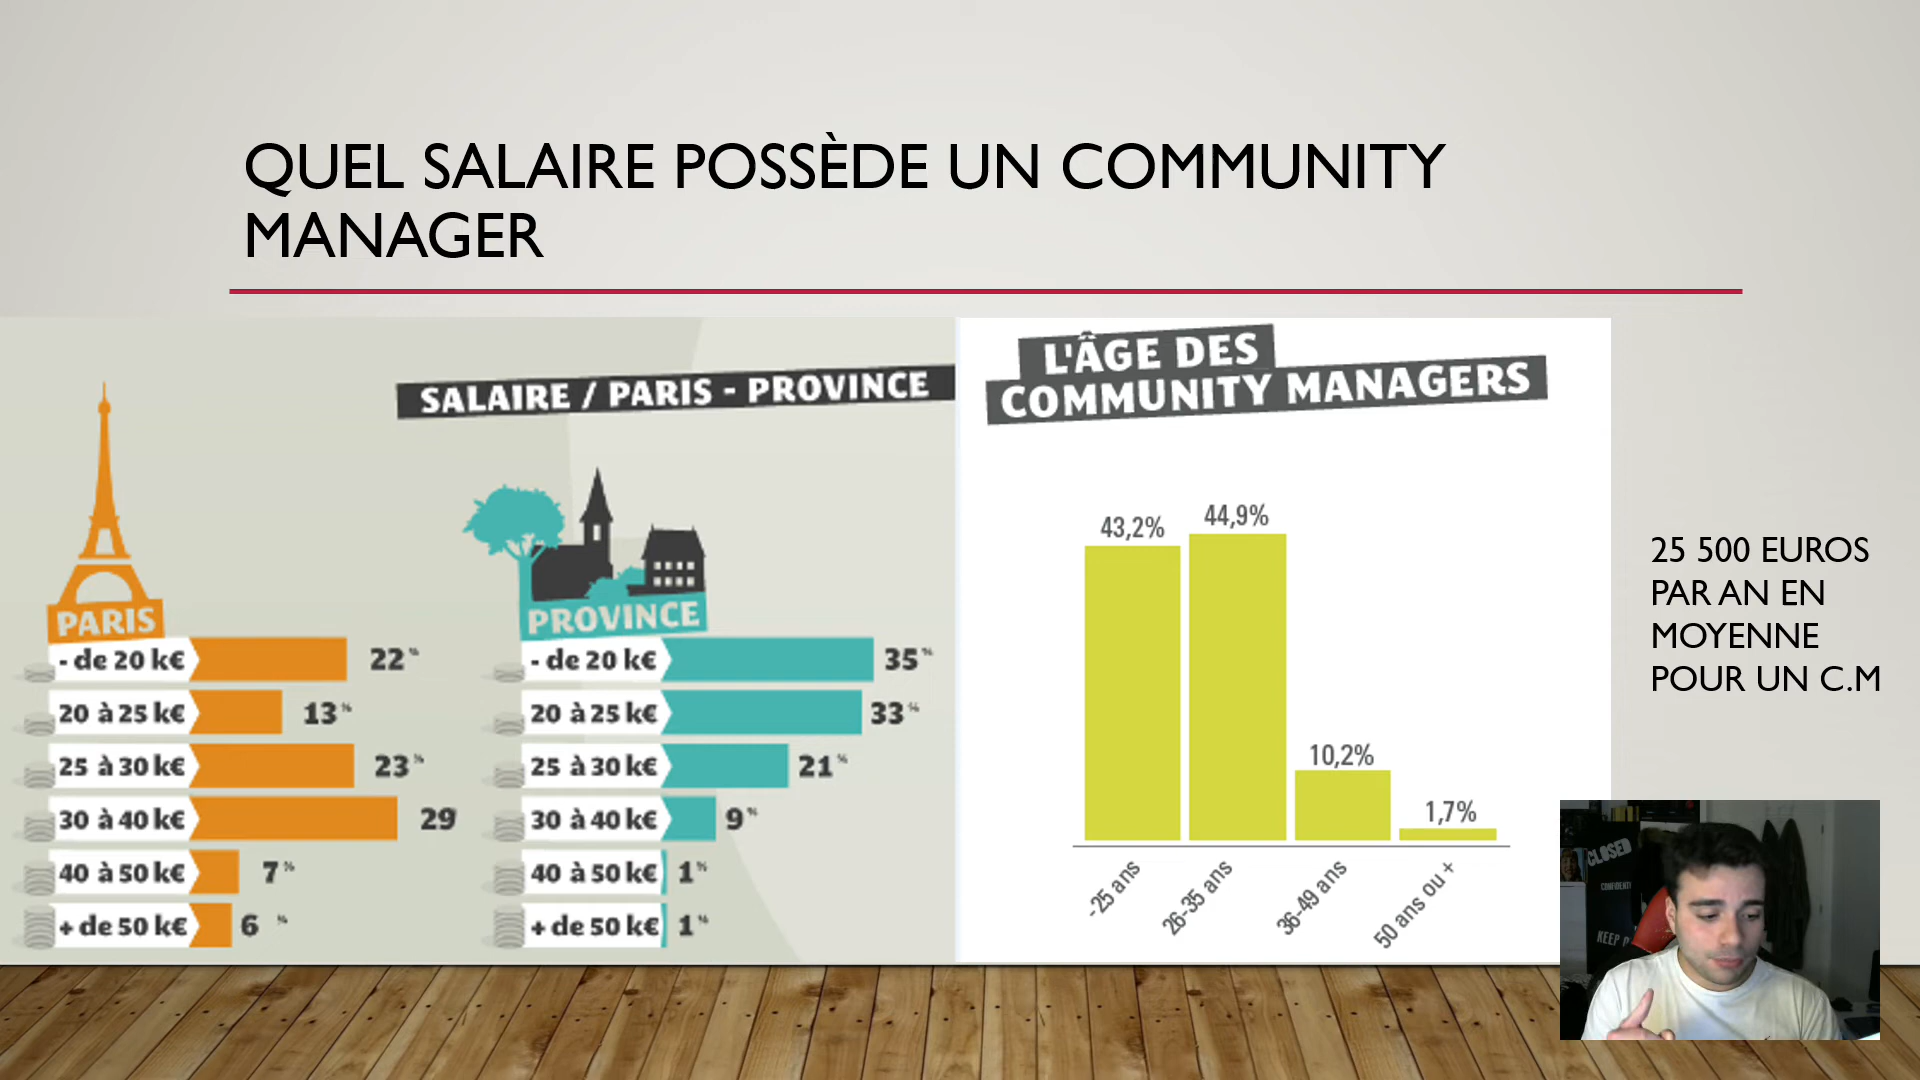 QUEL SALAIRE POSSÈDE UN COMMUNITY
MANAGER
SALAIRE / PARIS - PROVINCE
PARIS
- de 20 k€ 22%
20 à 25 k€ 13%
25 à 30 k€ 23%
30 à 40 k€ 29
40 à 50 k€ 7%
+ de 50 k€ 6 %
PROVINCE
- de 20 k€ 35%
20 à 25 k€ 33%
25 à 30 k€ 21%
30 à 40 k€ 9%
40 à 50 k€ 1%
+ de 50 k€ 1%
L'ÂGE DES
COMMUNITY MANAGERS
43,2%
44,9%
10,2%
1,7%
-25 ans
26-35 ans
36-49 ans
50 ans ou +
25 500 EUROS
PAR AN EN
MOYENNE
POUR UN C.M
CLOSED
KEEP